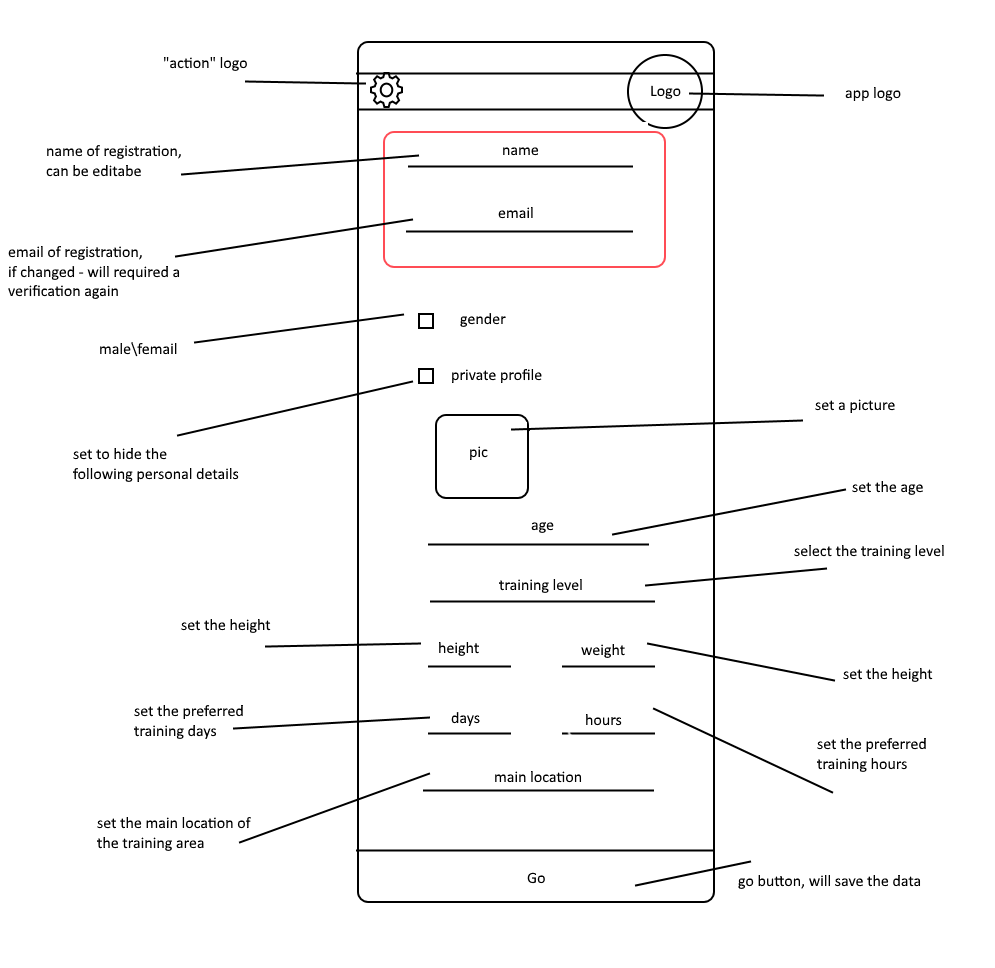 "action" logo
Logo
app logo
name of registration,
can be editabe
name
email
email of registration,
if changed - will required a
verification again
gender
male\femail
private profile
set to hide the
following personal details
set a picture
pic
set the age
age
select the training level
training level
set the height
height
weight
set the height
set the preferred
training days
days
hours
set the preferred
training hours
main location
set the main location of
the training area
Go
go button, will save the data